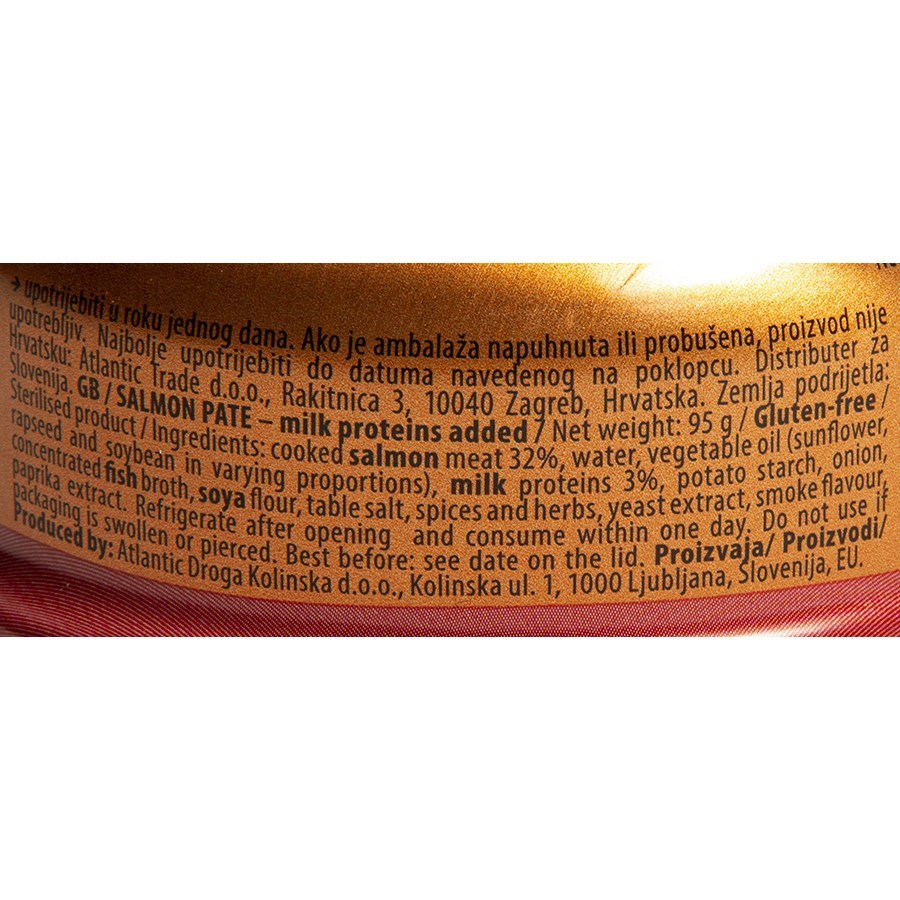 ➔ upotrijebiti u roku jednog dana. Ako je ambalaža napuhnuta ili probušena, proizvod nije
upotrebljiv. Najbolje upotrijebiti do datuma navedenog na poklopcu. Distributer za
Hrvatsku: Atlantic Trade d.o.o., Rakitnica 3, 10040 Zagreb, Hrvatska. Zemlja podrijetla:
Slovenija. GB / SALMON PATE – milk proteins added / Net weight: 95 g / Gluten-free /
Sterilised product / Ingredients: cooked salmon meat 32%, water, vegetable oil (sunflower,
rapseed and soybean in varying proportions), milk proteins 3%, potato starch, onion,
concentrated fish broth, soya flour, table salt, spices and herbs, yeast extract, smoke flavour,
paprika extract. Refrigerate after opening and consume within one day. Do not use if
packaging is swollen or pierced. Best before: see date on the lid. Proizvaja/ Proizvodi/
Produced by: Atlantic Droga Kolinska d.o.o., Kolinska ul. 1, 1000 Ljubljana, Slovenija, EU.